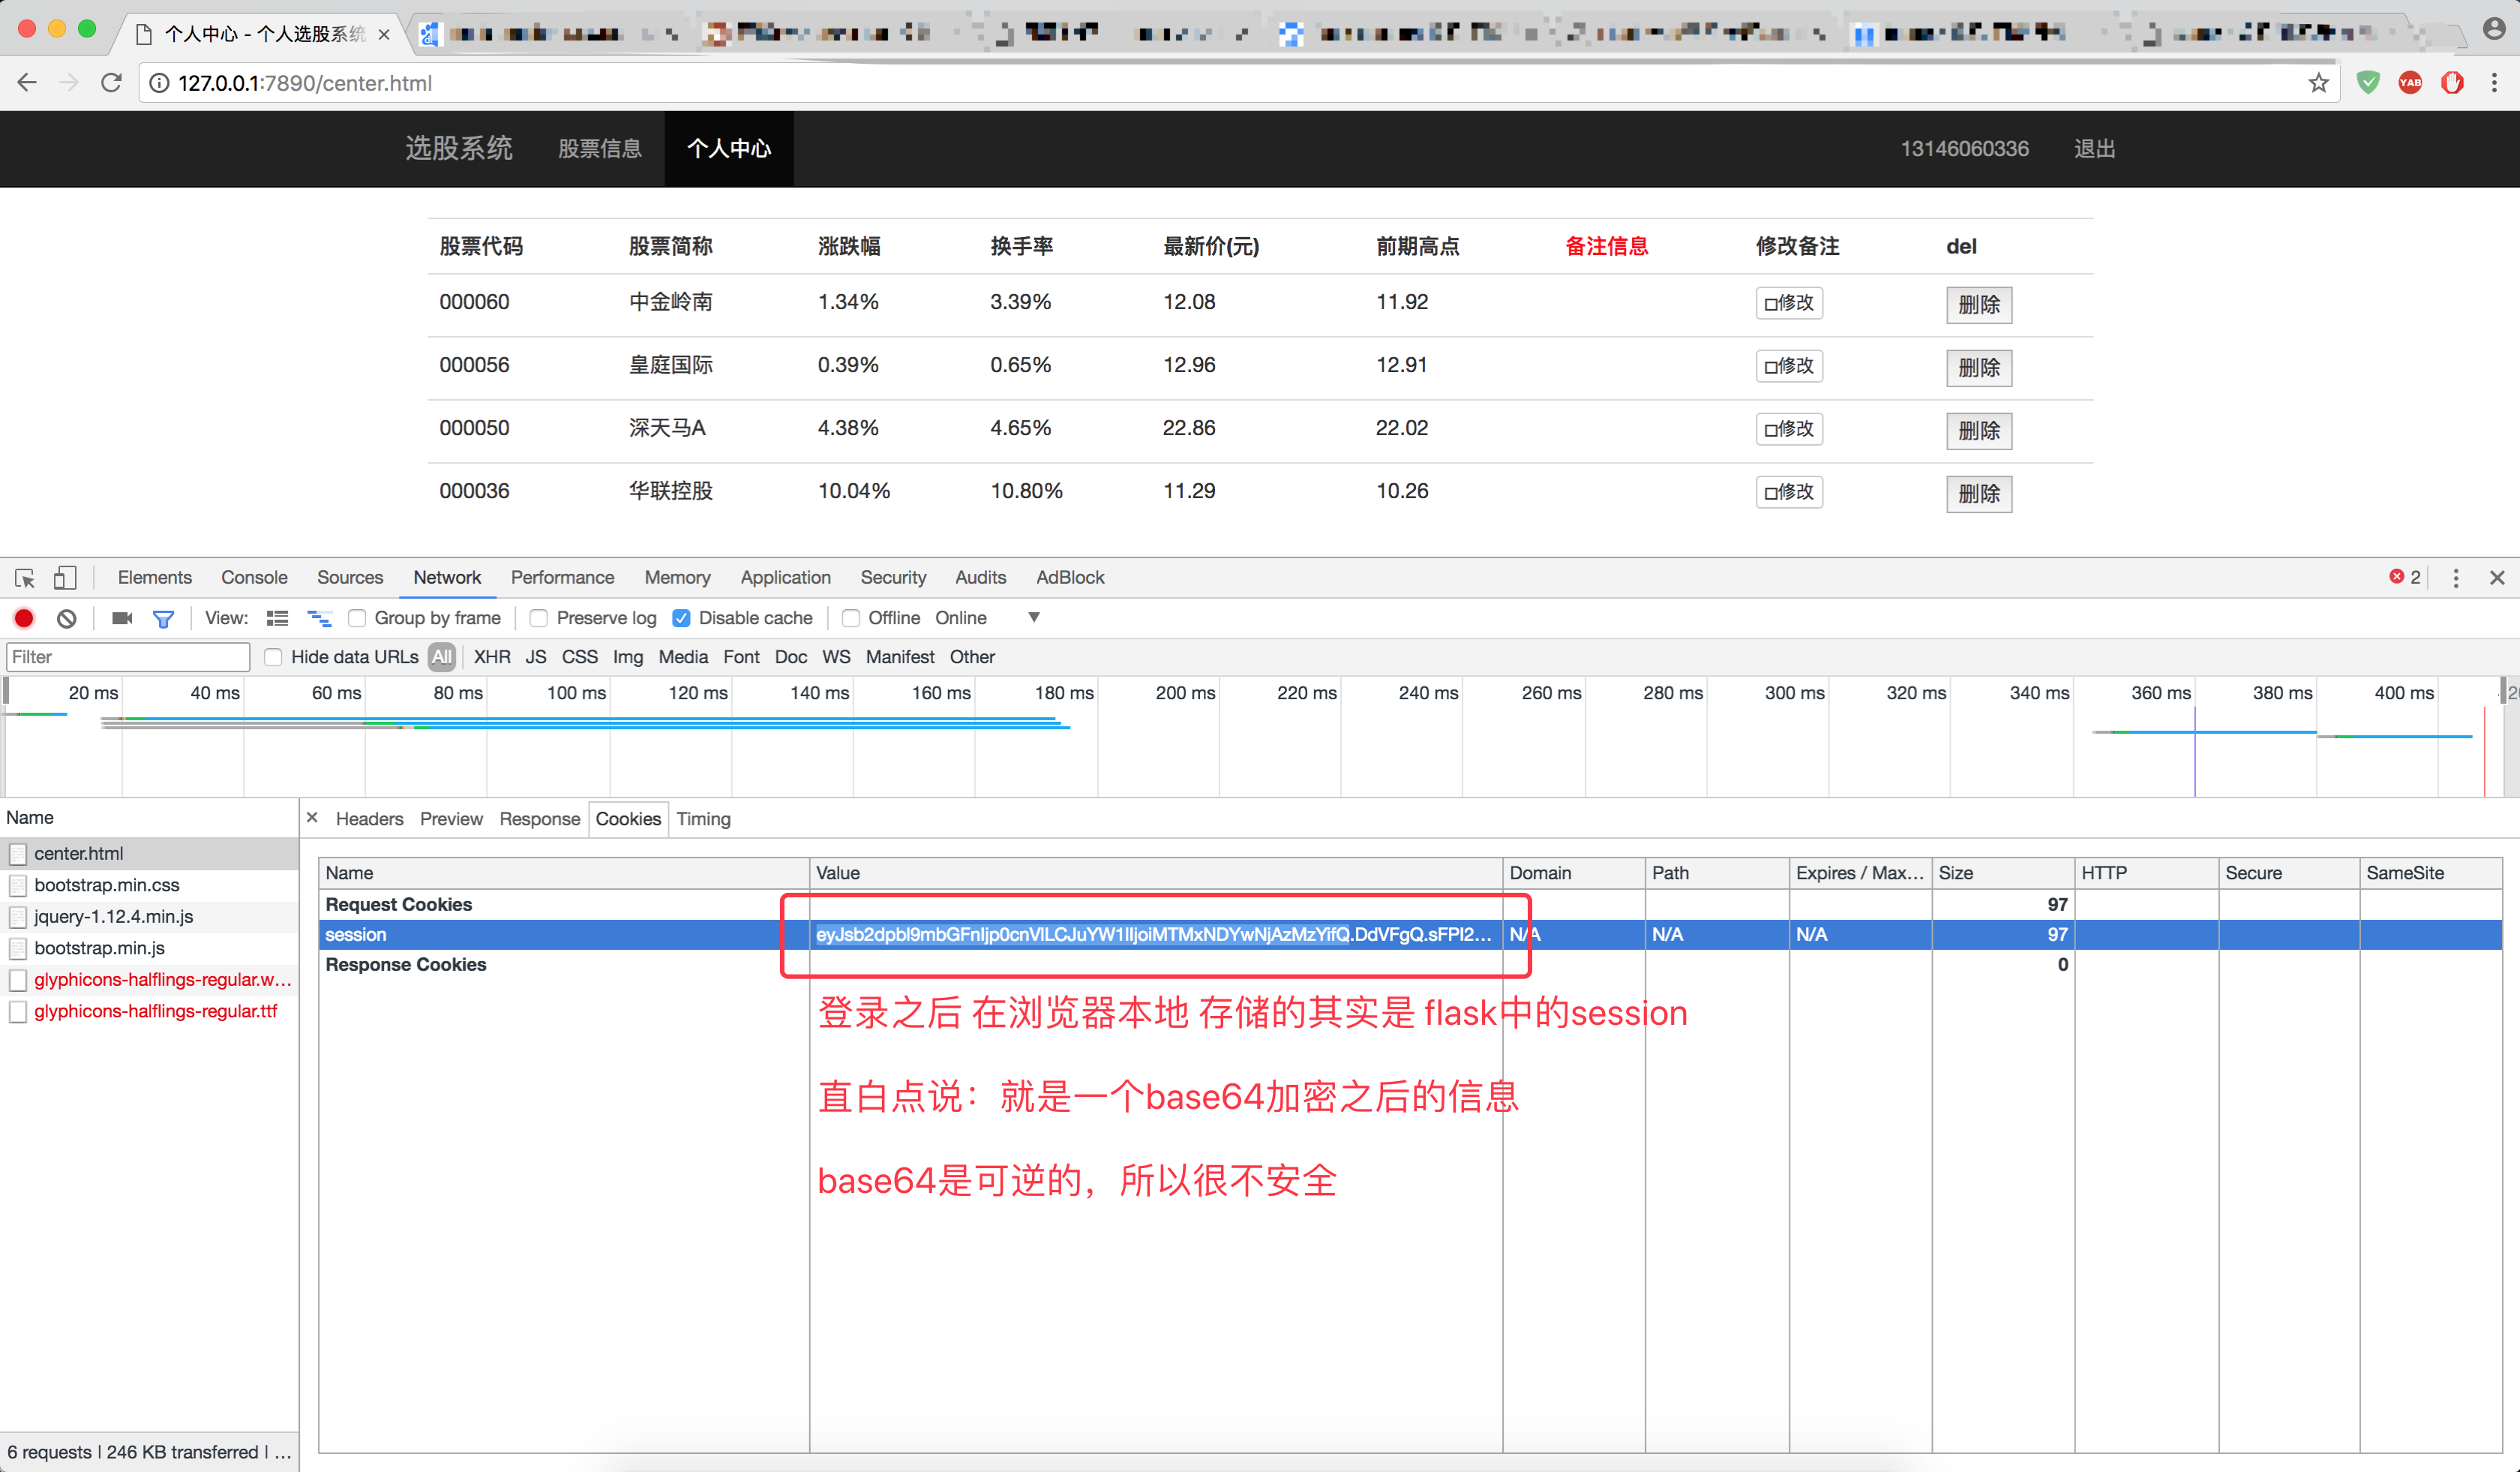 个人中心 - 个人选股系统
127.0.0.1:7890/center.html
YAB
选股系统 股票信息 个人中心 13146060336 退出
股票代码 股票简称 涨跌幅 换手率 最新价(元) 前期高点 备注信息 修改备注 del
000060 中金岭南 1.34% 3.39% 12.08 11.92 修改 删除
000056 皇庭国际 0.39% 0.65% 12.96 12.91 修改 删除
000050 深天马A 4.38% 4.65% 22.86 22.02 修改 删除
000036 华联控股 10.04% 10.80% 11.29 10.26 修改 删除
Elements Console Sources Network Performance Memory Application Security Audits AdBlock 2
View: Group by frame Preserve log Disable cache Offline Online
Filter Hide data URLs All XHR JS CSS Img Media Font Doc WS Manifest Other
20 ms 40 ms 60 ms 80 ms 100 ms 120 ms 140 ms 160 ms 180 ms 200 ms 220 ms 240 ms 260 ms 280 ms 300 ms 320 ms 340 ms 360 ms 380 ms 400 ms
Name
center.html
bootstrap.min.css
jquery-1.12.4.min.js
bootstrap.min.js
glyphicons-halflings-regular.w...
glyphicons-halflings-regular.ttf
6 requests | 246 KB transferred | ...
Headers Preview Response Cookies Timing
Name Value Domain Path Expires / Max... Size HTTP Secure SameSite
Request Cookies 97
session eyJsb2dpbl9mbGFnIjp0cnVlLCJuYW1lIjoiMTMxNDYwNjAzMzYifQ.DdVFgQ.sFPI2... N/A N/A N/A 97
Response Cookies 0
登录之后 在浏览器本地 存储的其实是 flask中的session
直白点说：就是一个base64加密之后的信息
base64是可逆的，所以很不安全